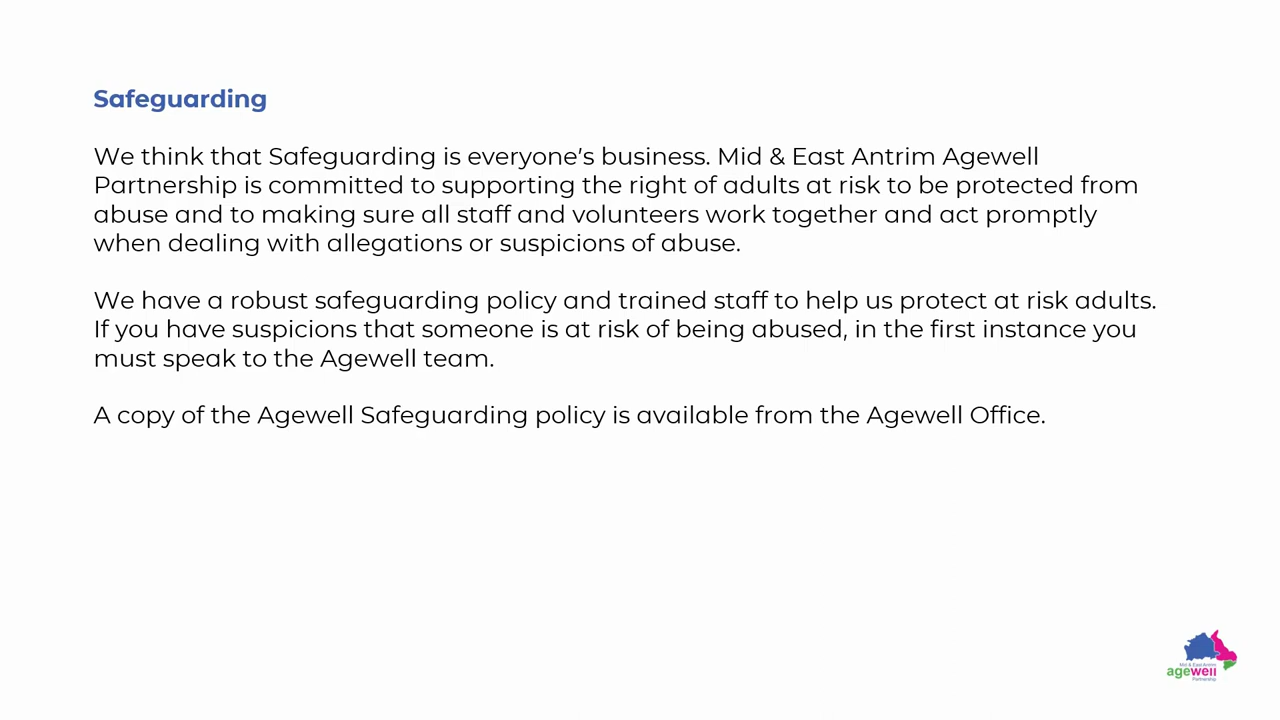 Safeguarding
We think that Safeguarding is everyone's business. Mid & East Antrim Agewell
Partnership is committed to supporting the right of adults at risk to be protected from
abuse and to making sure all staff and volunteers work together and act promptly
when dealing with allegations or suspicions of abuse.
We have a robust safeguarding policy and trained staff to help us protect at risk adults.
If you have suspicions that someone is at risk of being abused, in the first instance you
must speak to the Agewell team.
A copy of the Agewell Safeguarding policy is available from the Agewell Office.
Mid & East Antrim
agewell
Partnership